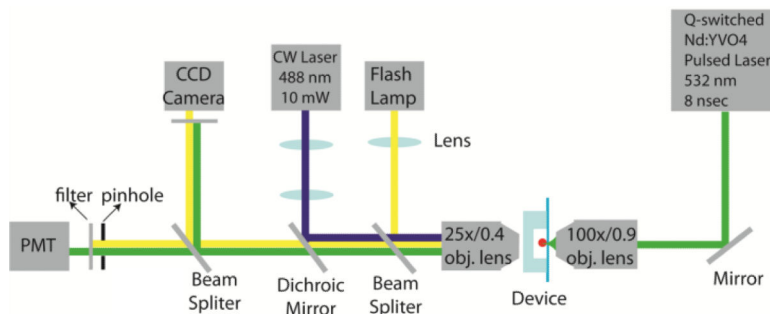 Q-switched
Nd:YVO4
Pulsed Laser
532 nm
8 nsec
CCD
Camera
CW Laser
488 nm
10 mW
Flash
Lamp
Lens
filter pinhole
PMT
25x/0.4
obj. lens
100x/0.9
obj. lens
Beam
Spliter
Dichroic
Mirror
Beam
Spliter
Device
Mirror